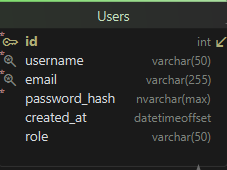 Users
* id int
username varchar(50)
* email varchar(255)
* password_hash nvarchar(max)
created_at datetimeoffset
role varchar(50)